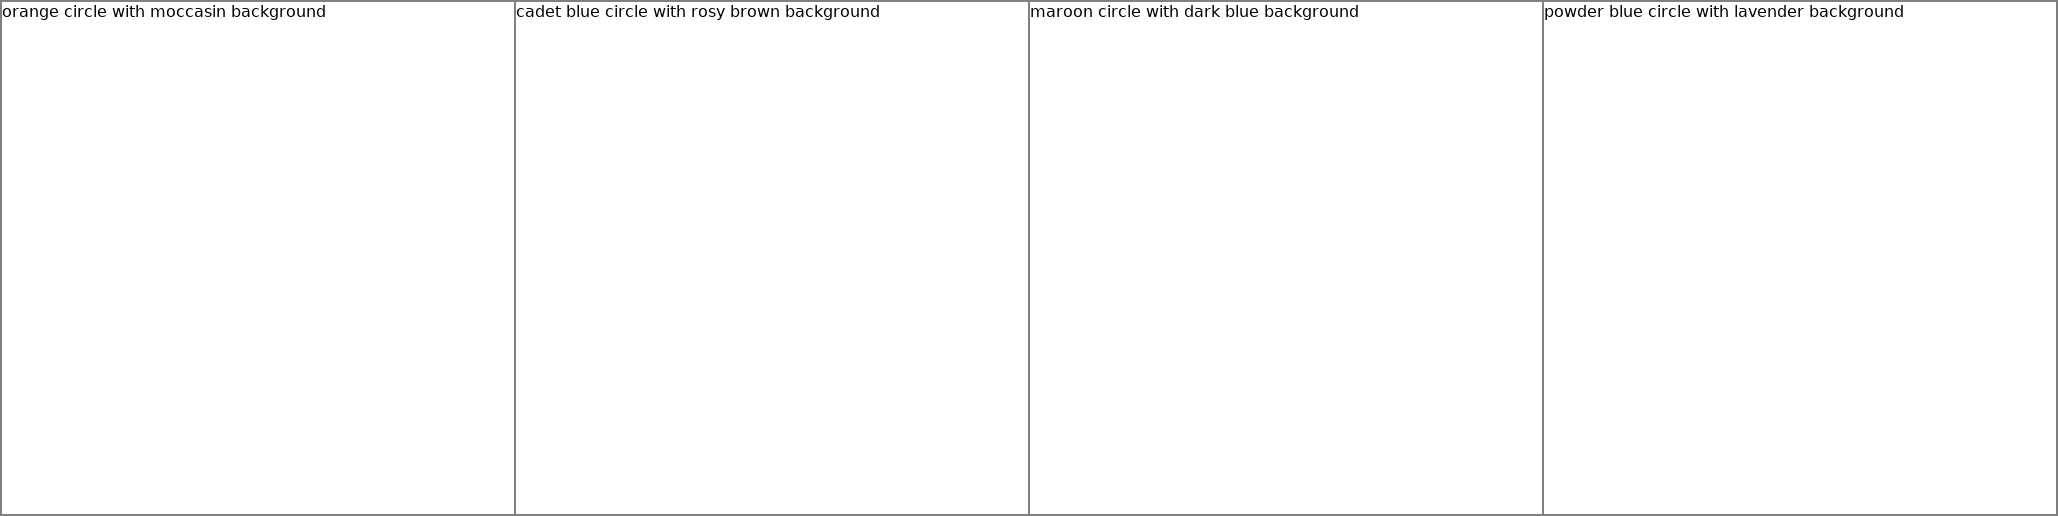 orange circle with moccasin background
cadet blue circle with rosy brown background
maroon circle with dark blue background
powder blue circle with lavender background